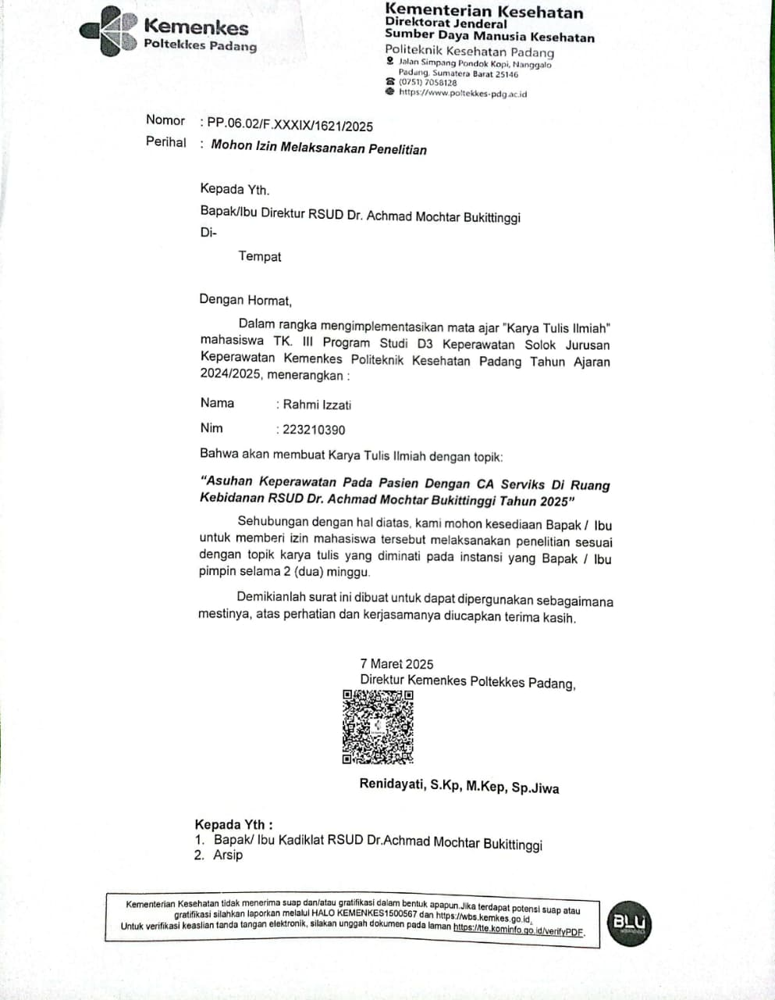 Kemenkes
Poltekkes Padang
Kementerian Kesehatan
Direktorat Jenderal
Sumber Daya Manusia Kesehatan
Politeknik Kesehatan Padang
Jalan Simpang Pondok Kopi, Nanggalo
Padang, Sumatera Barat 25146
(0751) 7058128
https://www.poltekkes-pdg.ac.id
Nomor : PP.06.02/F.XXXIX/1621/2025
Perihal : Mohon Izin Melaksanakan Penelitian
Kepada Yth.
Bapak/Ibu Direktur RSUD Dr. Achmad Mochtar Bukittinggi
Di-
Tempat
Dengan Hormat,
Dalam rangka mengimplementasikan mata ajar "Karya Tulis Ilmiah"
mahasiswa TK. III Program Studi D3 Keperawatan Solok Jurusan
Keperawatan Kemenkes Politeknik Kesehatan Padang Tahun Ajaran
2024/2025, menerangkan :
Nama : Rahmi Izzati
Nim : 223210390
Bahwa akan membuat Karya Tulis Ilmiah dengan topik:
“Asuhan Keperawatan Pada Pasien Dengan CA Serviks Di Ruang
Kebidanan RSUD Dr. Achmad Mochtar Bukittinggi Tahun 2025”
Sehubungan dengan hal diatas, kami mohon kesediaan Bapak / Ibu
untuk memberi izin mahasiswa tersebut melaksanakan penelitian sesuai
dengan topik karya tulis yang diminati pada instansi yang Bapak / Ibu
pimpin selama 2 (dua) minggu.
Demikianlah surat ini dibuat untuk dapat dipergunakan sebagaimana
mestinya, atas perhatian dan kerjasamanya diucapkan terima kasih.
7 Maret 2025
Direktur Kemenkes Poltekkes Padang,
Renidayati, S.Kp, M.Kep, Sp.Jiwa
Kepada Yth :
1. Bapak/ Ibu Kadiklat RSUD Dr.Achmad Mochtar Bukittinggi
2. Arsip
Kementerian Kesehatan tidak menerima suap dan/atau gratifikasi dalam bentuk apapun.Jika terdapat potensi suap atau
gratifikasi silahkan laporkan melalui HALO KEMENKES1500567 dan https://wbs.kemkes.go.id.
Untuk verifikasi keaslian tanda tangan elektronik, silakan unggah dokumen pada laman https://tte.kominfo.go.id/verifyPDF.
BLU